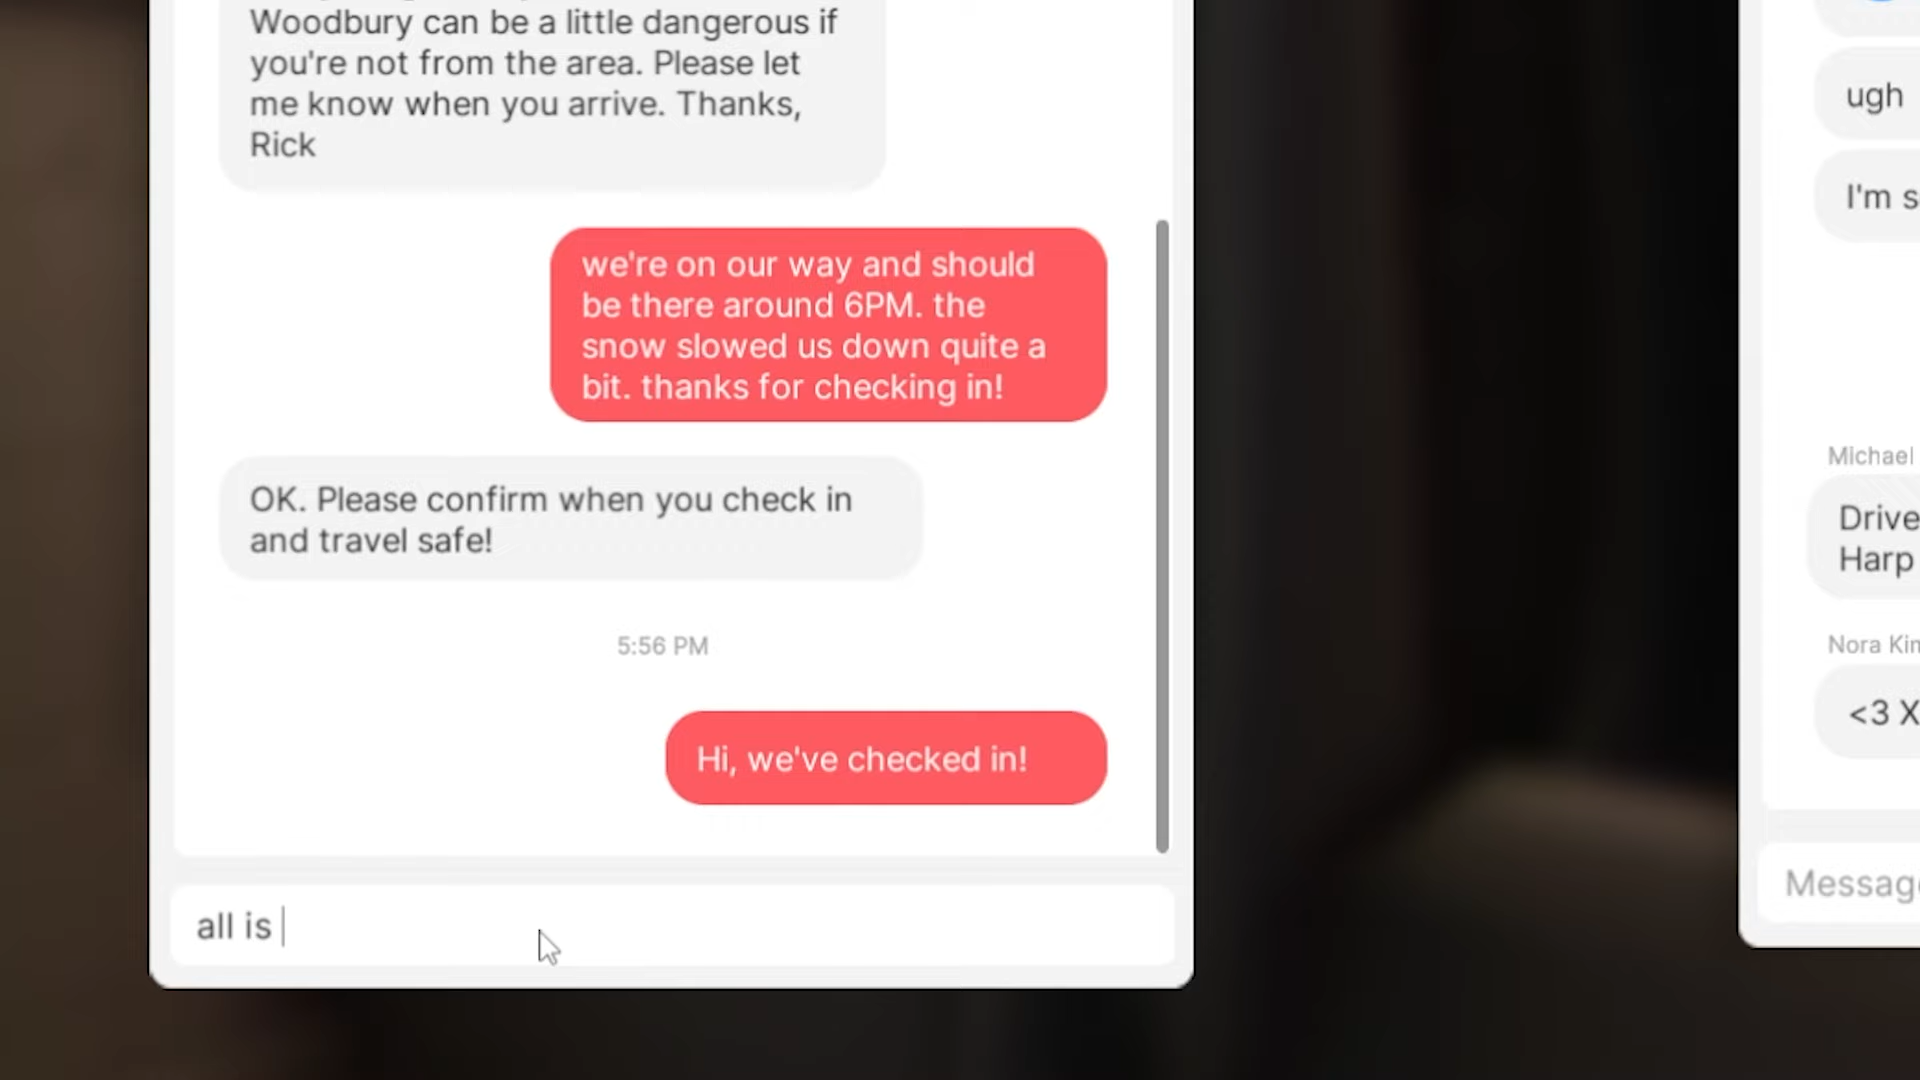 Woodbury can be a little dangerous if
you're not from the area. Please let
me know when you arrive. Thanks,
Rick
we're on our way and should
be there around 6PM. the
snow slowed us down quite a
bit. thanks for checking in!
OK. Please confirm when you check in
and travel safe!
5:56 PM
Hi, we've checked in!
all is
ugh
I'm
Michael
Drive
Harp
Nora
<3